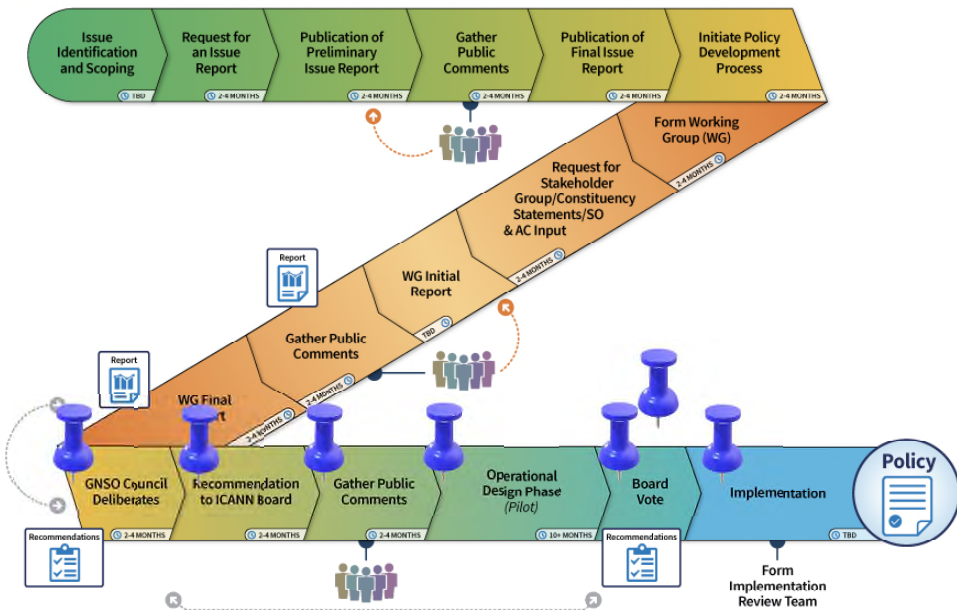 Issue
Identification
and Scoping
TBD
Request for
an Issue
Report
2-4 MONTHS
Publication of
Preliminary
Issue Report
2-4 MONTHS
Gather
Public
Comments
2-4 MONTHS
Publication of
Final Issue
Report
2-4 MONTHS
Initiate Policy
Development
Process
2-4 MONTHS
Form Working
Group (WG)
2-4 MONTHS
Request for
Stakeholder
Group/Constituency
Statements/SO
& AC Input
2-4 MONTHS
WG Initial
Report
TBD
Report
Gather Public
Comments
2-4 MONTHS
Report
WG Final
2-4 MONTHS
GNSO Council
Deliberates
2-4 MONTHS
Recommendations
Recommendation
to ICANN Board
2-4 MONTHS
Gather Public
Comments
2-4 MONTHS
Operational
Design Phase
(Pilot)
10+ MONTHS
Board
Vote
Recommendations
Implementation
TBD
Form
Implementation
Review Team
Policy